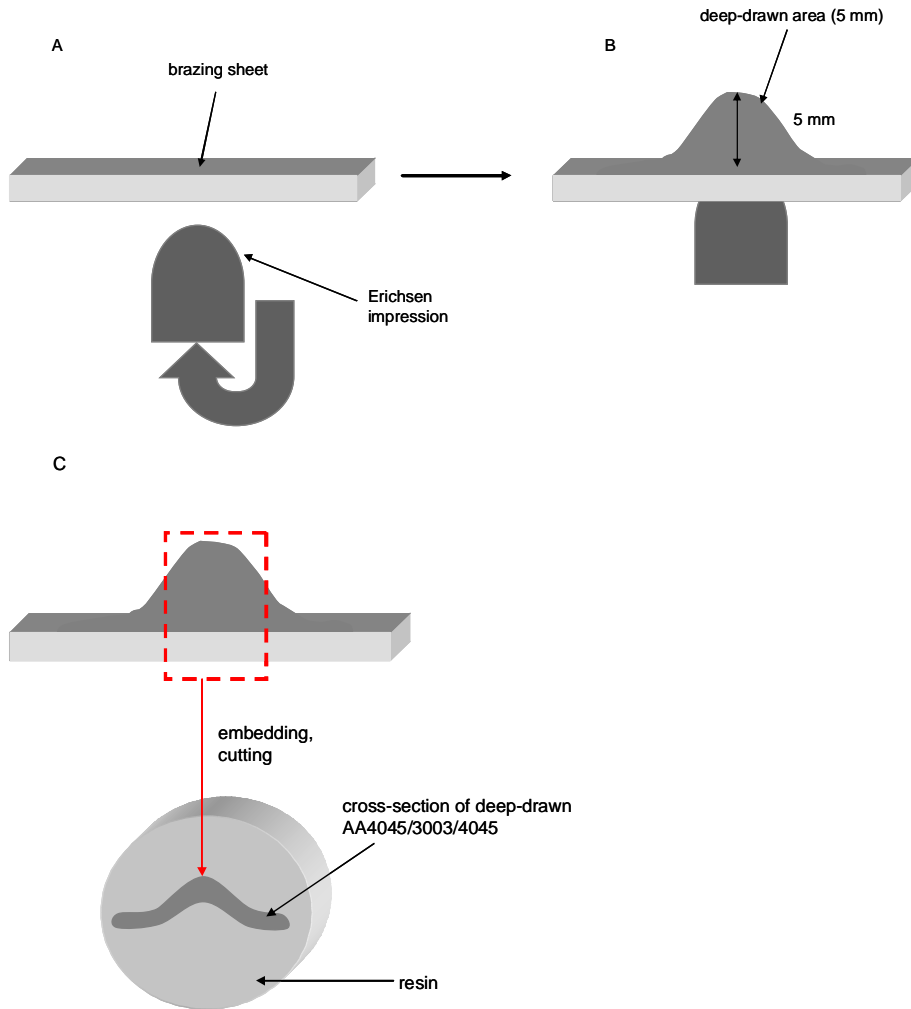 A
brazing sheet
Erichsen
impression
B
deep-drawn area (5 mm)
5 mm
C
embedding,
cutting
cross-section of deep-drawn
AA4045/3003/4045
resin